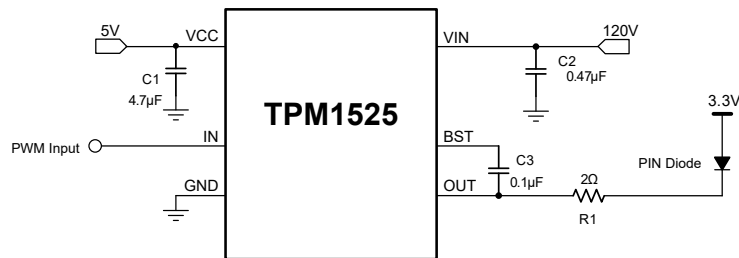 5V
VCC
VIN
120V
C1
4.7µF
C2
0.47µF
TPM1525
3.3V
PWM Input
IN
BST
C3
0.1µF
PIN Diode
GND
OUT
2Ω
R1